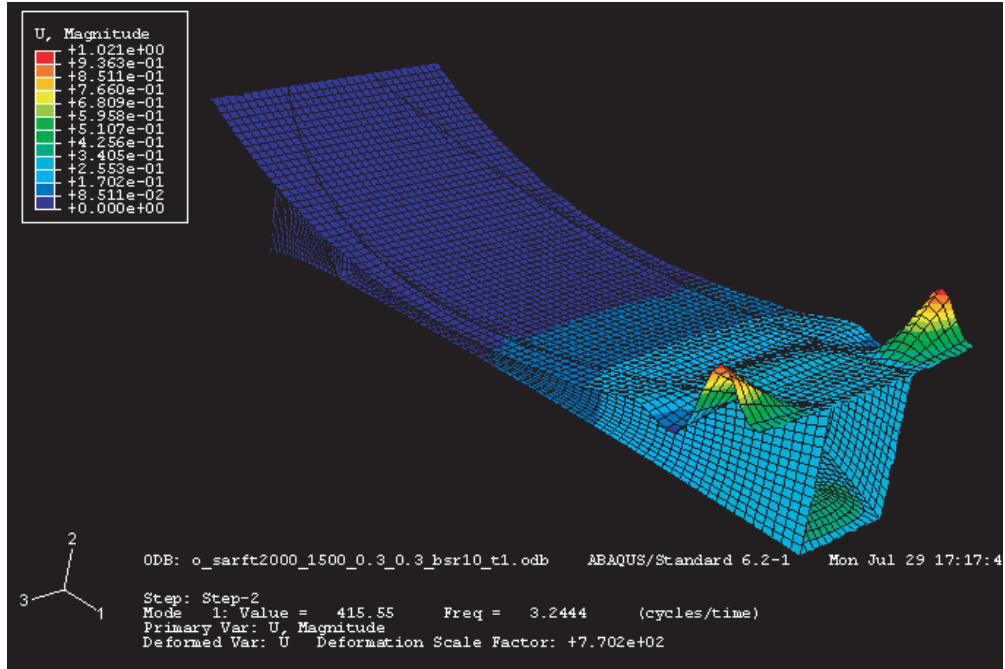 U, Magnitude
+1.021e+00
+9.363e-01
+8.511e-01
+7.660e-01
+6.809e-01
+5.958e-01
+5.107e-01
+4.256e-01
+3.405e-01
+2.553e-01
+1.702e-01
+8.511e-02
+0.000e+00
2
3
1
ODB: o_sarft2000_1500_0.3_0.3_bsr10_t1.odb ABAQUS/Standard 6.2-1 Mon Jul 29 17:17:4
Step: Step-2
Mode 1: Value = 415.55 Freq = 3.2444 (cycles/time)
Primary Var: U, Magnitude
Deformed Var: U Deformation Scale Factor: +7.702e+02